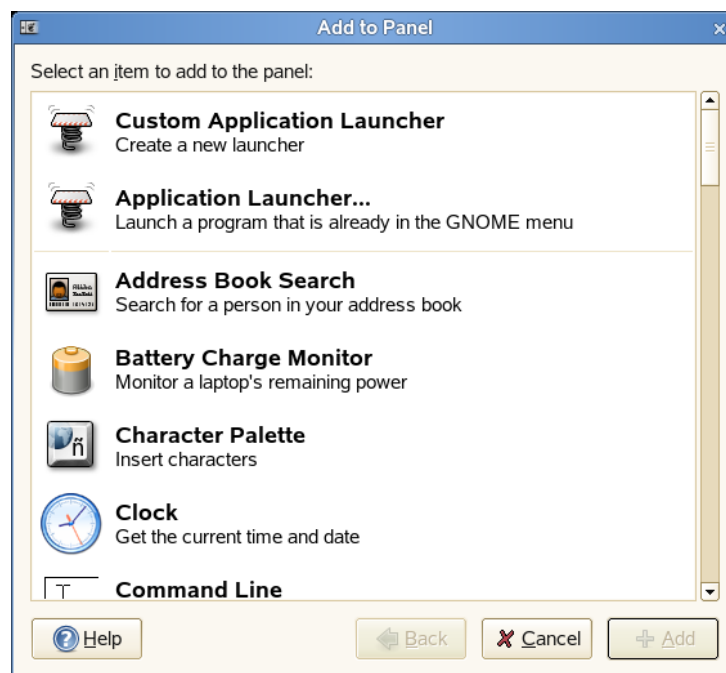 Add to Panel
Select an item to add to the panel:
Custom Application Launcher
Create a new launcher
Application Launcher...
Launch a program that is already in the GNOME menu
Address Book Search
Search for a person in your address book
Battery Charge Monitor
Monitor a laptop's remaining power
Character Palette
Insert characters
ñ
Clock
Get the current time and date
Command Line
Help
Back
Cancel
Add